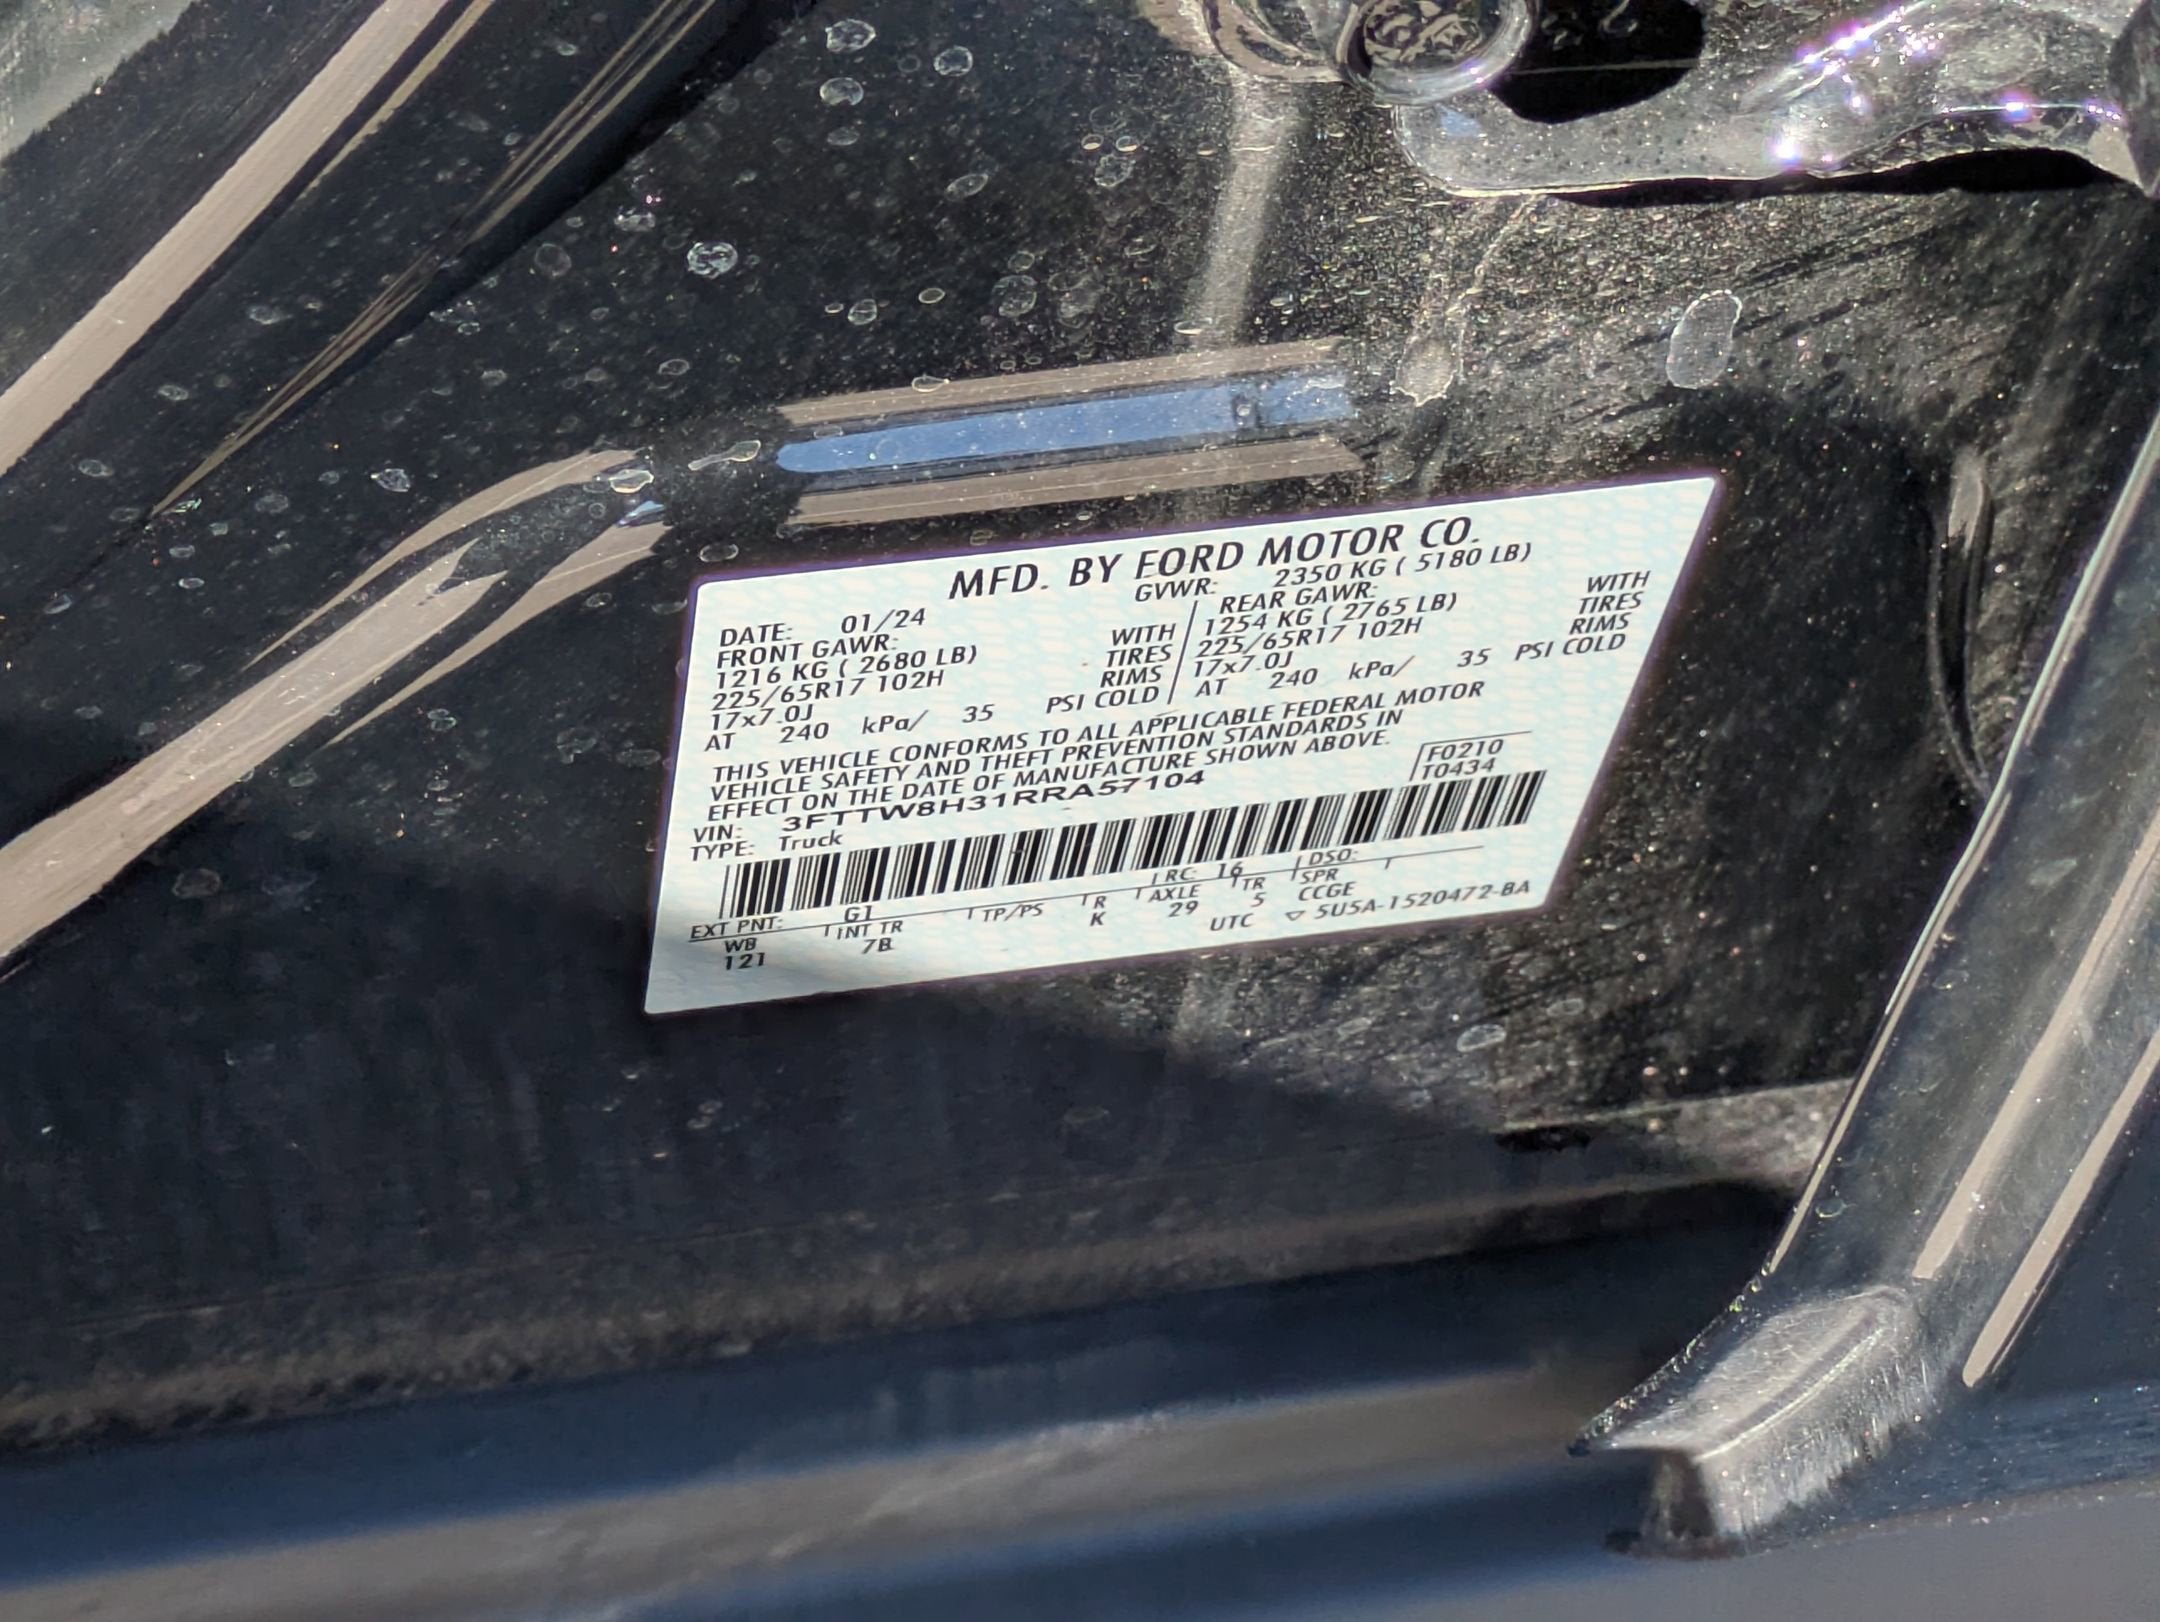 MFD. BY FORD MOTOR CO.
DATE: 01/24 GVWR: 2350 KG ( 5180 LB)
FRONT GAWR: REAR GAWR:
1216 KG ( 2680 LB) WITH 1254 KG ( 2765 LB) WITH
225/65R17 102H TIRES 225/65R17 102H TIRES
17x7.0J RIMS 17x7.0J RIMS
AT 240 kPa/ 35 PSI COLD AT 240 kPa/ 35 PSI COLD
THIS VEHICLE CONFORMS TO ALL APPLICABLE FEDERAL MOTOR
VEHICLE SAFETY AND THEFT PREVENTION STANDARDS IN
EFFECT ON THE DATE OF MANUFACTURE SHOWN ABOVE.
VIN: 3FTTW8H31RRA57104 F0210
TYPE: Truck T0434
EXT PNT: G1 RC: 16 DSO:
WB INT TR TP/PS R AXLE TR SPR
121 7B K 29 5 CCGE
UTC ▽ 5U5A-1520472-BA